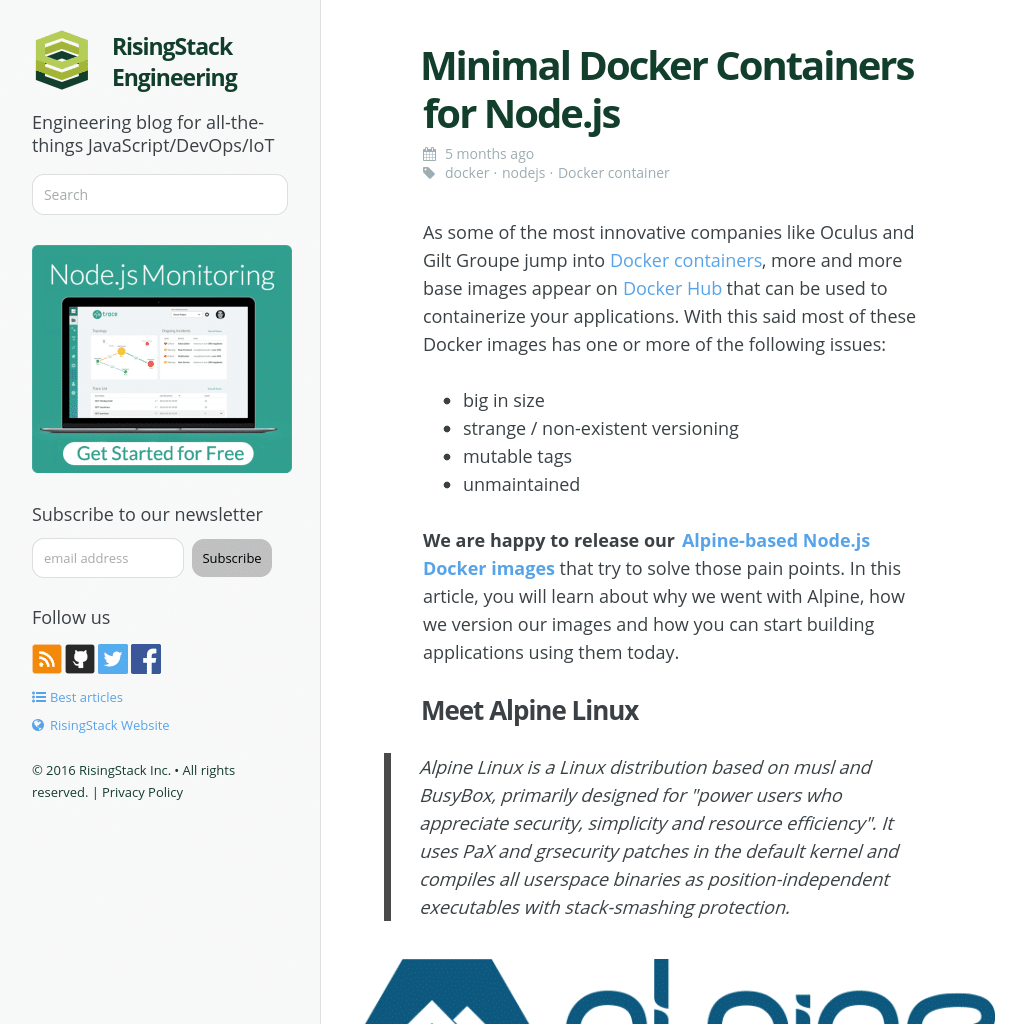 RisingStack
Engineering
Engineering blog for all-the-
things JavaScript/DevOps/IoT
Search
Node.js Monitoring
trace
Topology
Get Started for Free
Subscribe to our newsletter
email address
Subscribe
Follow us
Best articles
RisingStack Website
© 2016 RisingStack Inc. • All rights
reserved. | Privacy Policy
Minimal Docker Containers
for Node.js
5 months ago
docker · nodejs · Docker container
As some of the most innovative companies like Oculus and
Gilt Groupe jump into Docker containers, more and more
base images appear on Docker Hub that can be used to
containerize your applications. With this said most of these
Docker images has one or more of the following issues:
• big in size
• strange / non-existent versioning
• mutable tags
• unmaintained
We are happy to release our Alpine-based Node.js
Docker images that try to solve those pain points. In this
article, you will learn about why we went with Alpine, how
we version our images and how you can start building
applications using them today.
Meet Alpine Linux
Alpine Linux is a Linux distribution based on musl and
BusyBox, primarily designed for "power users who
appreciate security, simplicity and resource efficiency". It
uses PaX and grsecurity patches in the default kernel and
compiles all userspace binaries as position-independent
executables with stack-smashing protection.
alpine